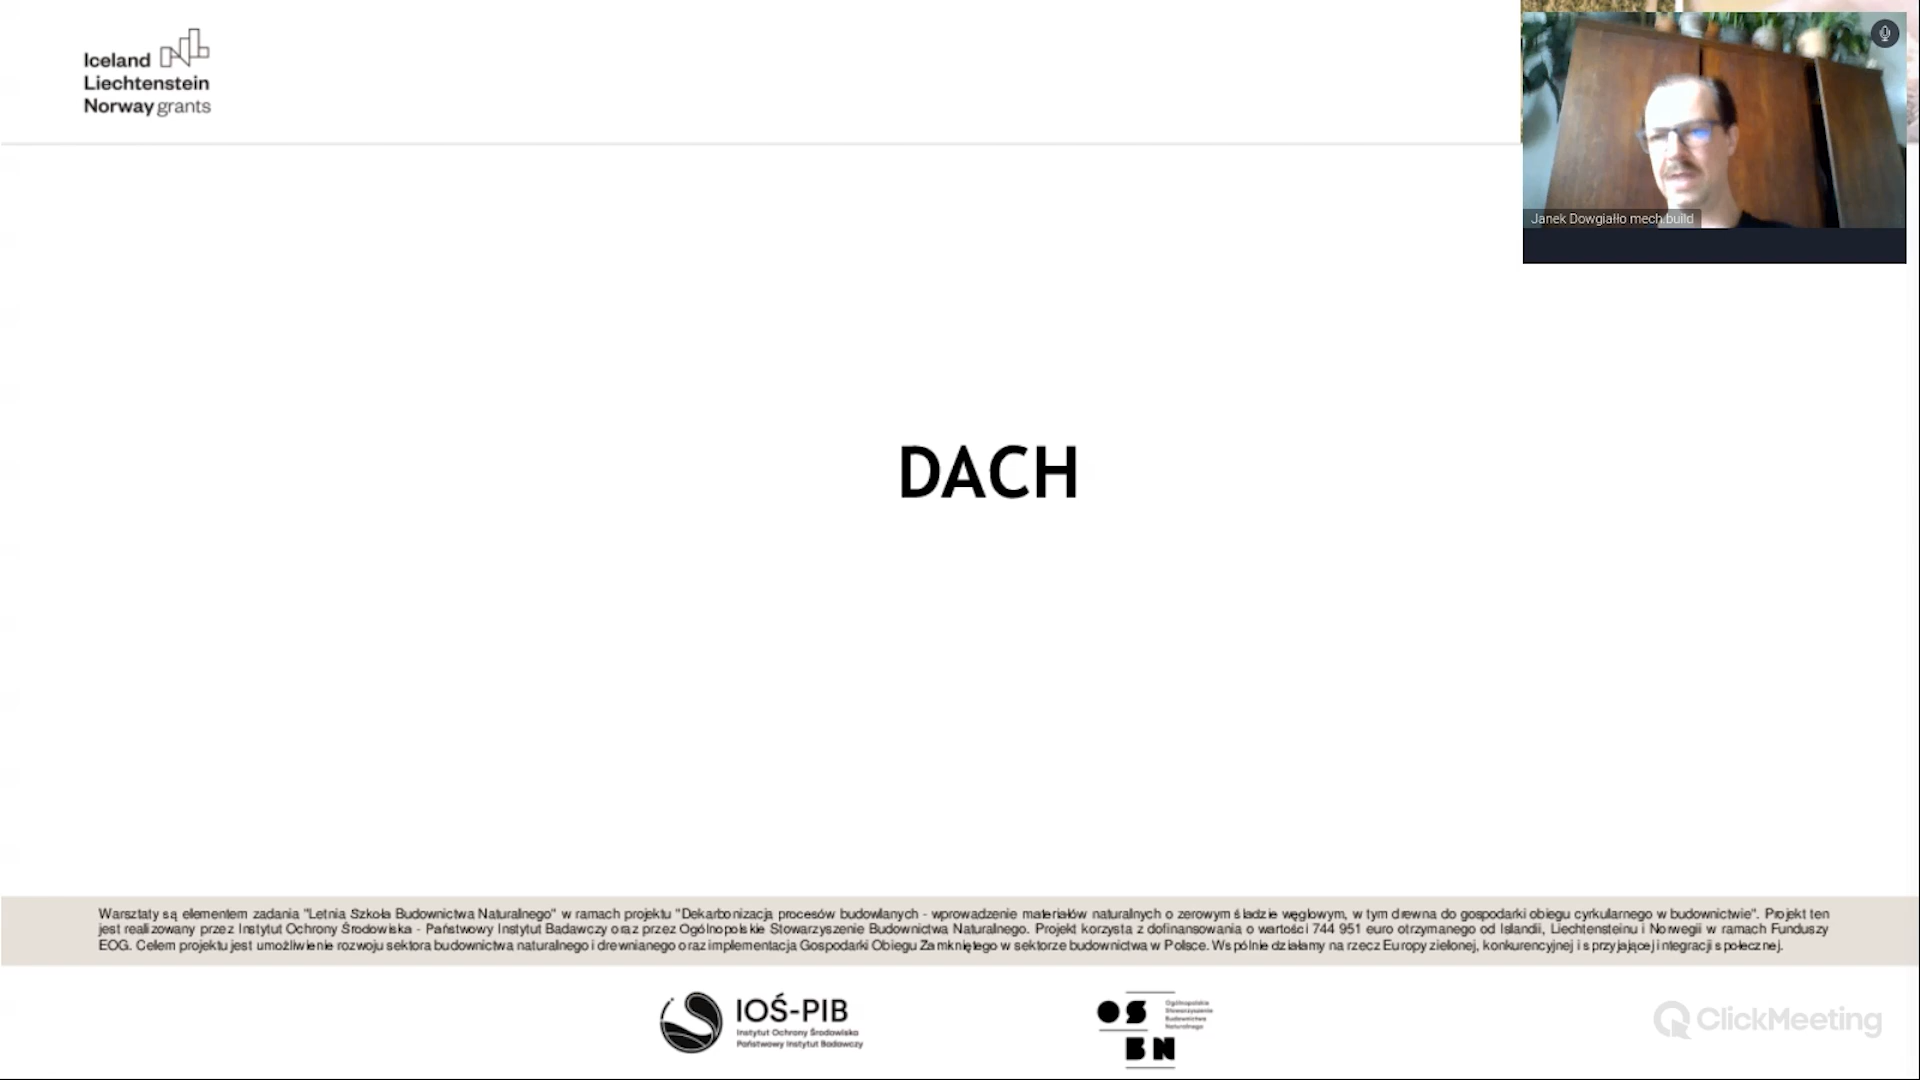 Iceland
Liechtenstein
Norway grants
Janek Dowgiałło mech.build
DACH
Warsztaty są elementem zadania "Letnia Szkoła Budownictwa Naturalnego" w ramach projektu "Dekarbonizacja procesów budowlanych - wprowadzenie materiałów naturalnych o zerowym śladzie węglowym, w tym drewna do gospodarki obiegu cyrkularnego w budownictwie". Projekt ten
jest realizowany przez Instytut Ochrony Środowiska - Państwowy Instytut Badawczy oraz przez Ogólnopolskie Stowarzyszenie Budownictwa Naturalnego. Projekt korzysta z dofinansowania o wartości 744 951 euro otrzymanego od Islandii, Liechtensteinu i Norwegii w ramach Funduszy
EOG. Celem projektu jest umożliwienie rozwoju sektora budownictwa naturalnego i drewnianego oraz implementacja Gospodarki Obiegu Zamkniętego w sektorze budownictwa w Polsce. Wspólnie działamy na rzecz Europy zielonej, konkurencyjnej i sprzyjającej integracji społecznej.
IOŚ-PIB
Instytut Ochrony Środowiska
Państwowy Instytut Badawczy
OS
BN
Ogólnopolskie
Stowarzyszenie
Budownictwa
Naturalnego
ClickMeeting